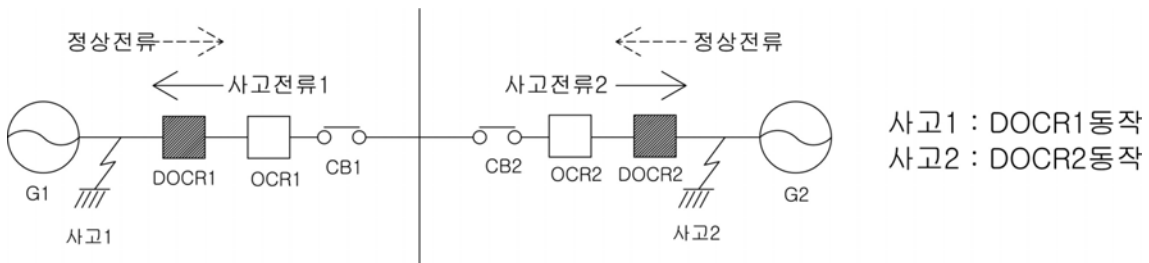 정상전류
정상전류
사고전류1
사고전류2
사고1 : DOCR1동작
사고2 : DOCR2동작
G1
DOCR1
OCR1
CB1
CB2
OCR2
DOCR2
G2
사고1
사고2